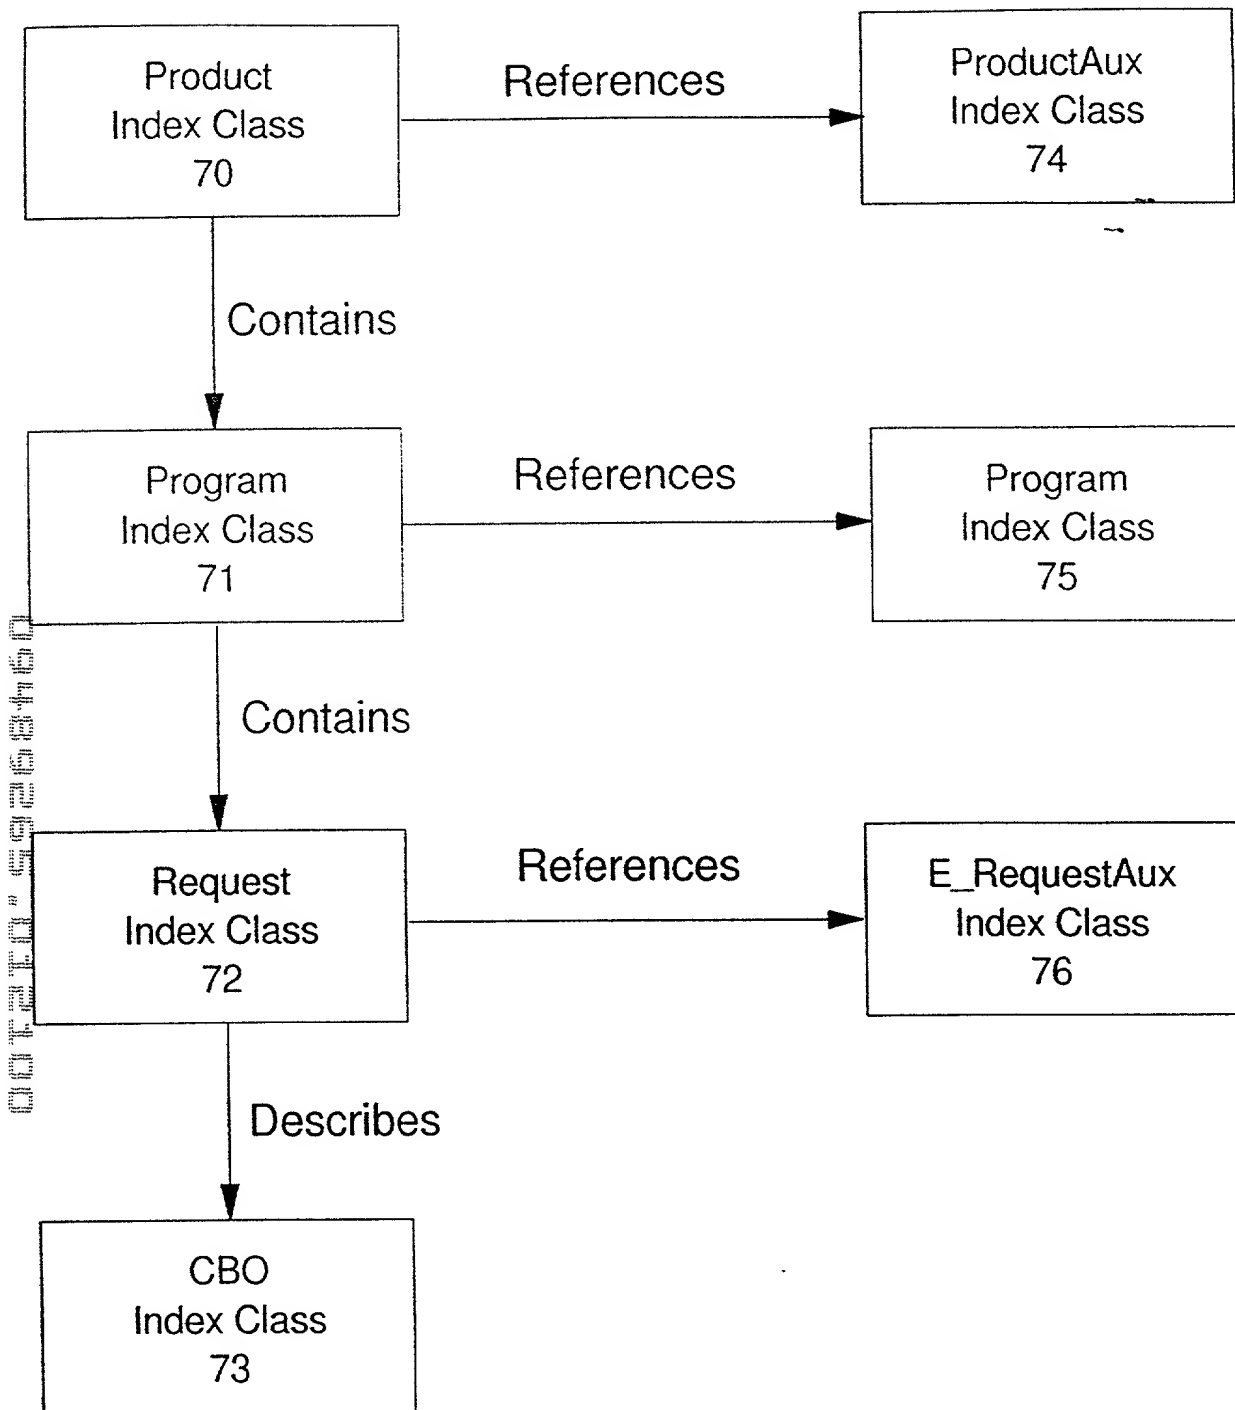 Product
Index Class
70
References
ProductAux
Index Class
74
Contains
Program
Index Class
71
References
Program
Index Class
75
Contains
Request
Index Class
72
References
E_RequestAux
Index Class
76
Describes
CBO
Index Class
73